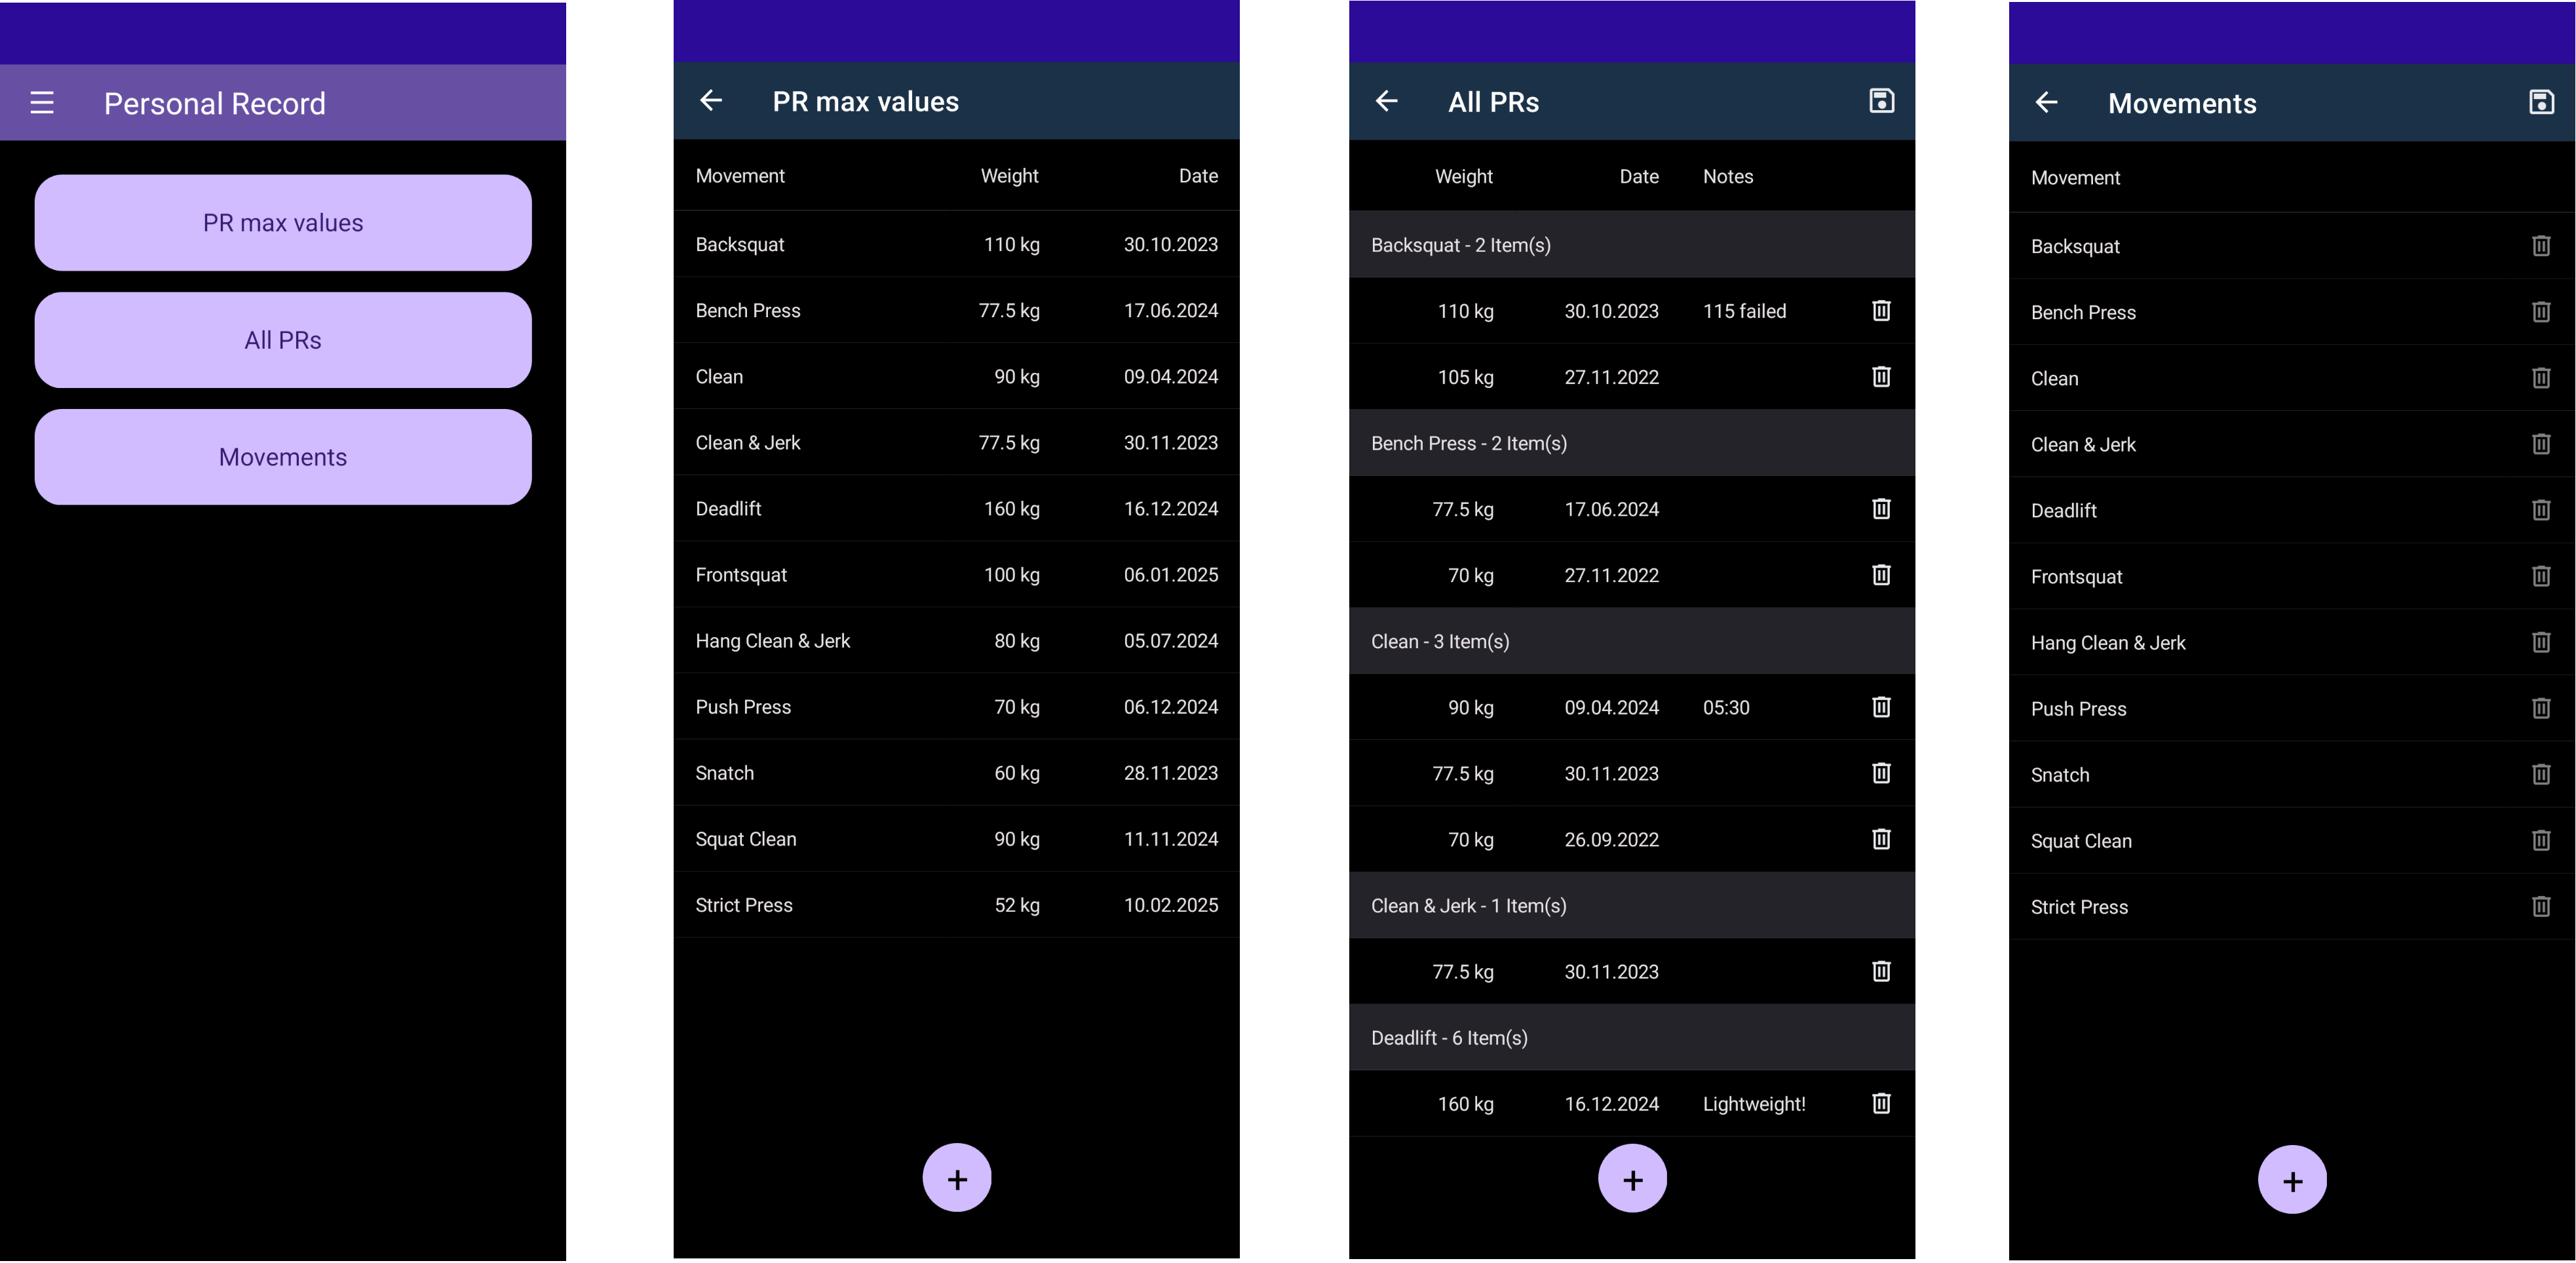 Personal Record
PR max values
All PRs
Movements
PR max values
Movement Weight Date
Backsquat 110 kg 30.10.2023
Bench Press 77.5 kg 17.06.2024
Clean 90 kg 09.04.2024
Clean & Jerk 77.5 kg 30.11.2023
Deadlift 160 kg 16.12.2024
Frontsquat 100 kg 06.01.2025
Hang Clean & Jerk 80 kg 05.07.2024
Push Press 70 kg 06.12.2024
Snatch 60 kg 28.11.2023
Squat Clean 90 kg 11.11.2024
Strict Press 52 kg 10.02.2025
+
All PRs
Weight Date Notes
Backsquat - 2 Item(s)
110 kg 30.10.2023 115 failed
105 kg 27.11.2022
Bench Press - 2 Item(s)
77.5 kg 17.06.2024
70 kg 27.11.2022
Clean - 3 Item(s)
90 kg 09.04.2024 05:30
77.5 kg 30.11.2023
70 kg 26.09.2022
Clean & Jerk - 1 Item(s)
77.5 kg 30.11.2023
Deadlift - 6 Item(s)
160 kg 16.12.2024 Lightweight!
+
Movements
Movement
Backsquat
Bench Press
Clean
Clean & Jerk
Deadlift
Frontsquat
Hang Clean & Jerk
Push Press
Snatch
Squat Clean
Strict Press
+